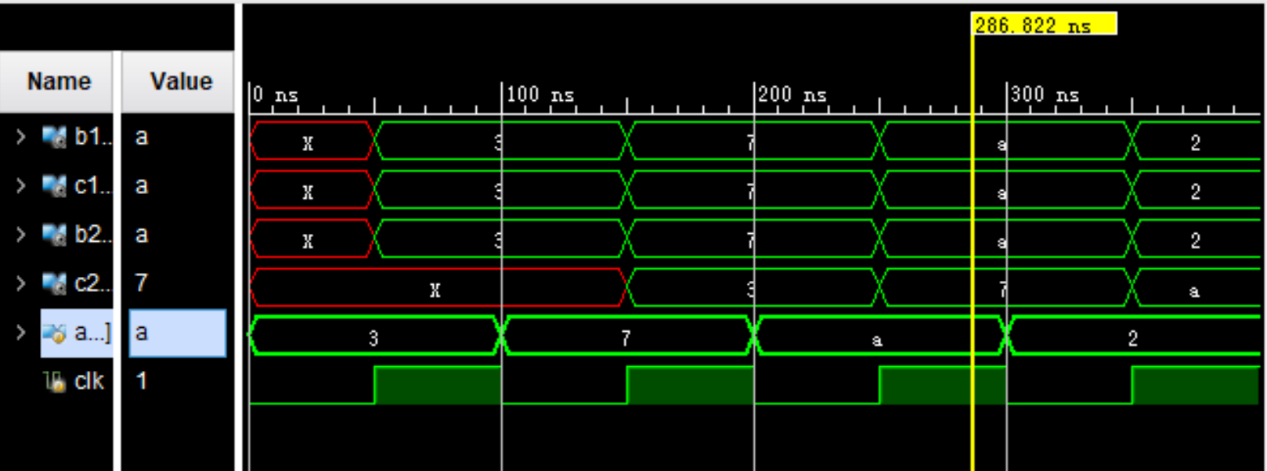 286.822 ns
Name Value
0 ns 100 ns 200 ns 300 ns
b1.. a X 3 7 a 2
c1... a X 3 7 a 2
b2.. a X 3 7 a 2
c2... 7 X 3 7 a
a...] a 3 7 a 2
clk 1